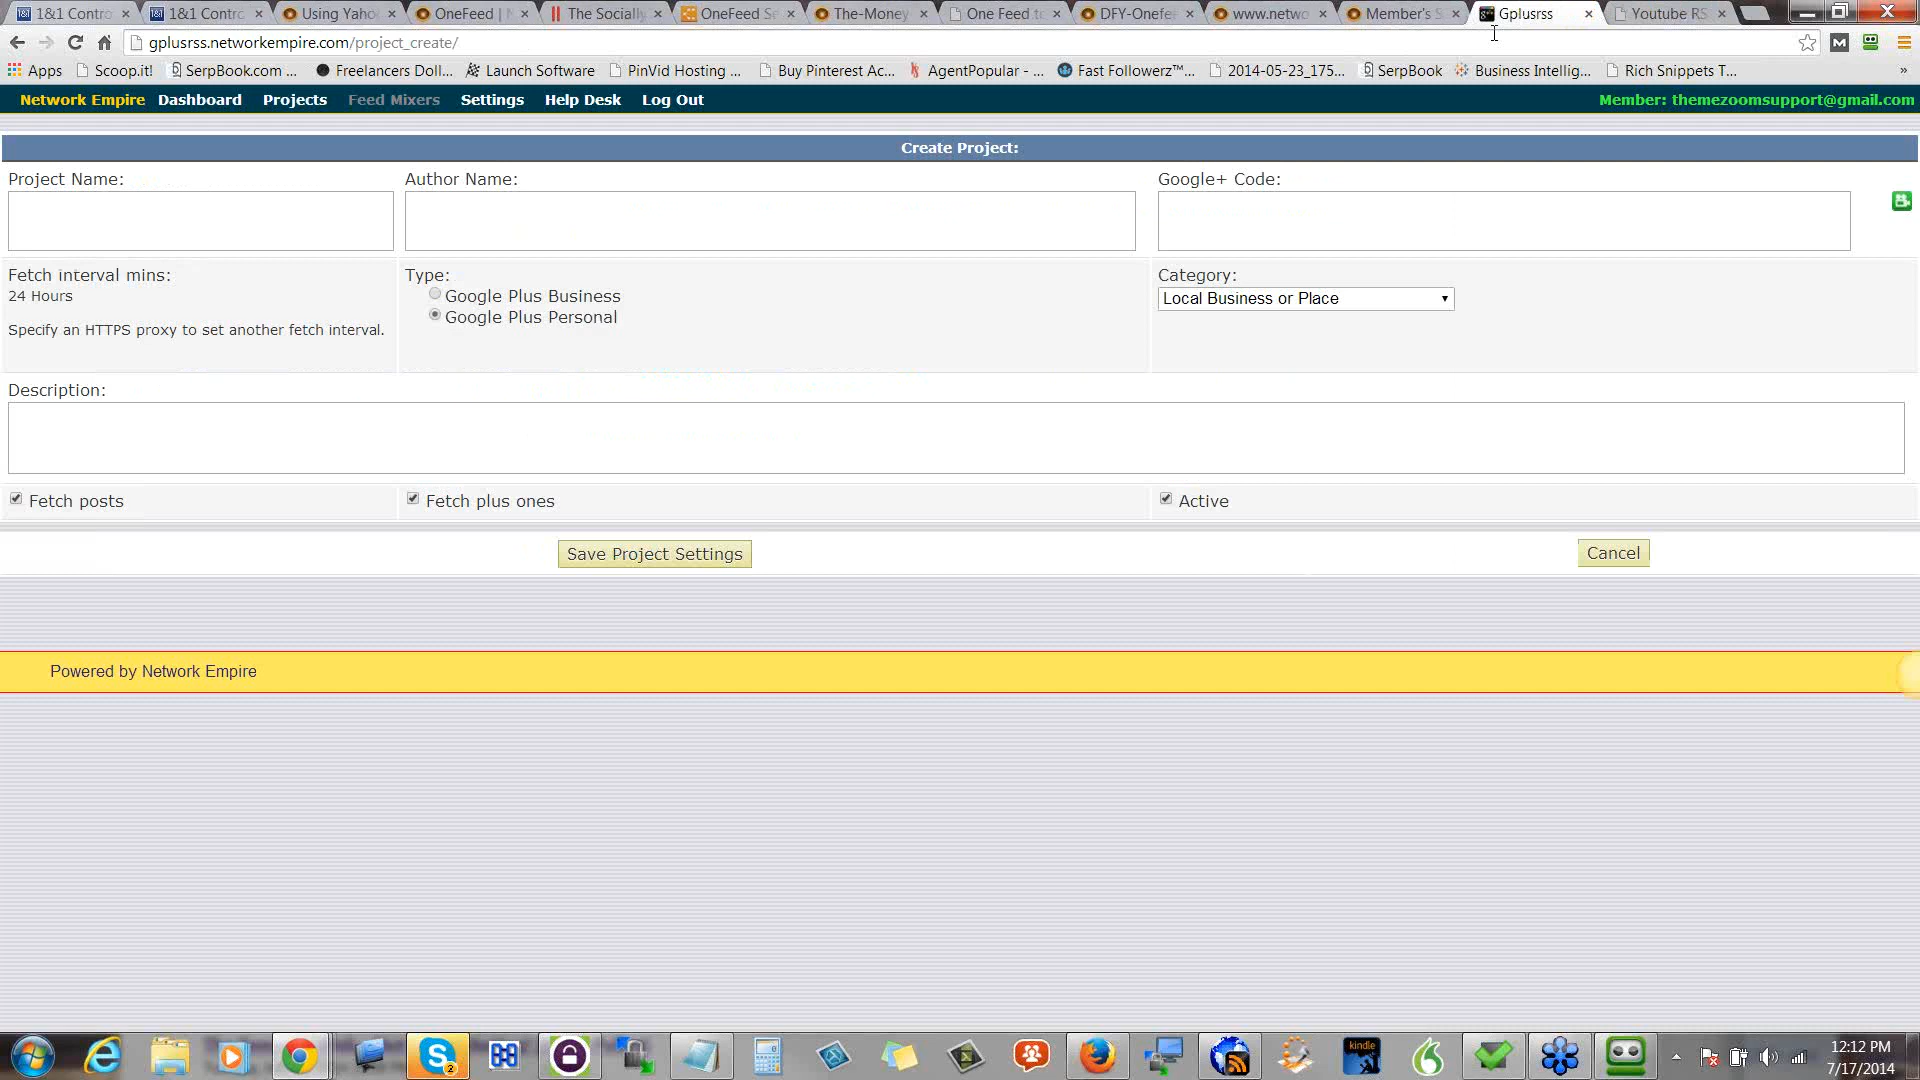 1&1 Contro
1&1 Contro
Using Yaho
OneFeed | N
The Socially
OneFeed Se
The-Money
One Feed to
DFY-Onefe
www.netwo
Member's S
Gplusrss
Youtube RS
gplusrss.networkempire.com/project_create/
Apps
Scoop.it!
SerpBook.com ...
Freelancers Doll...
Launch Software
PinVid Hosting ...
Buy Pinterest Ac...
AgentPopular - ...
Fast Followerz™...
2014-05-23_175...
SerpBook
Business Intellig...
Rich Snippets T...
»
Network Empire Dashboard Projects Feed Mixers Settings Help Desk Log Out
Member: themezoomsupport@gmail.com
Create Project:
Project Name:
Author Name:
Google+ Code:
Fetch interval mins:
24 Hours
Specify an HTTPS proxy to set another fetch interval.
Type:
Google Plus Business
Google Plus Personal
Category:
Local Business or Place
Description:
Fetch posts
Fetch plus ones
Active
Save Project Settings
Cancel
Powered by Network Empire
2
kindle
12:12 PM
7/17/2014